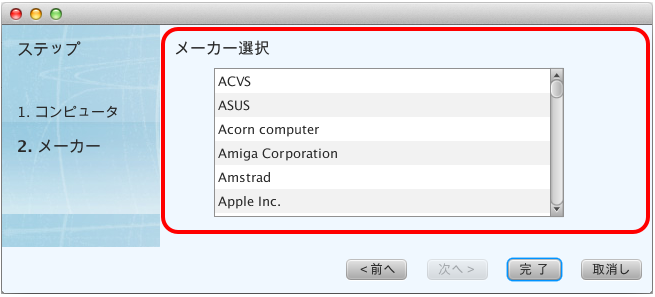 ステップ
1. コンピュータ
2. メーカー
メーカー選択
ACVS
ASUS
Acorn computer
Amiga Corporation
Amstrad
Apple Inc.
< 前へ
次へ >
完 了
取消し